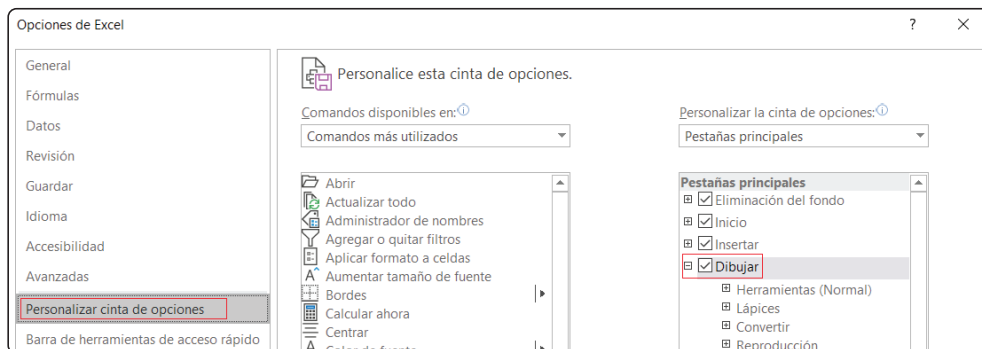 Opciones de Excel
?
General
Fórmulas
Datos
Revisión
Guardar
Idioma
Accesibilidad
Avanzadas
Personalizar cinta de opciones
Barra de herramientas de acceso rápido
Personalice esta cinta de opciones.
Comandos disponibles en:
Comandos más utilizados
Abrir
Actualizar todo
Administrador de nombres
Agregar o quitar filtros
Aplicar formato a celdas
Aumentar tamaño de fuente
Bordes
Calcular ahora
Centrar
Color de fuente
Personalizar la cinta de opciones:
Pestañas principales
Pestañas principales
Eliminación del fondo
Inicio
Insertar
Dibujar
Herramientas (Normal)
Lápices
Convertir
Reproducción